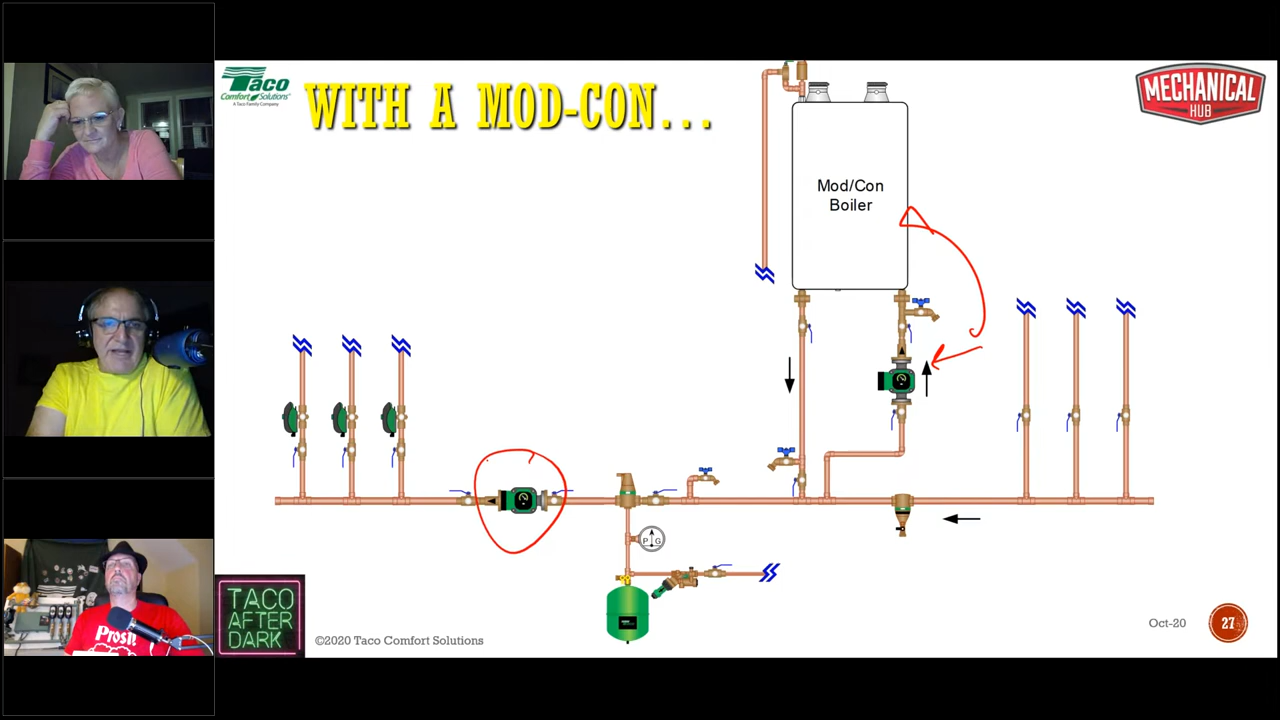 Taco
Comfort Solutions®
A Taco Family Company
WITH A MOD-CON...
MECHANICAL
HUB
Mod/Con
Boiler
P G
Prosit
TACO
AFTER
DARK
©2020 Taco Comfort Solutions
Oct-20
27